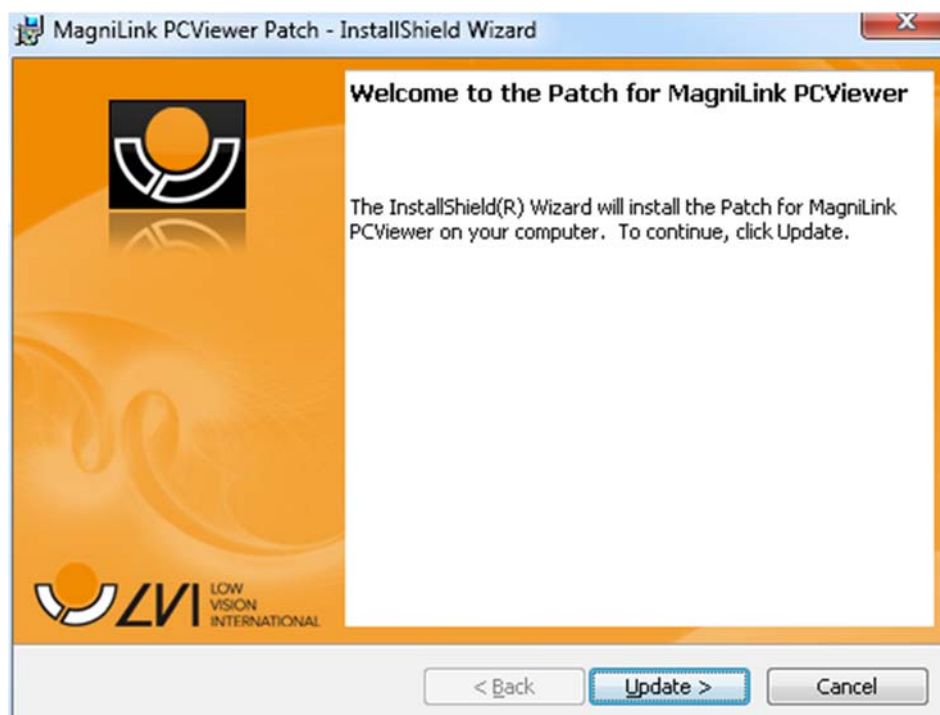 MagniLink PCViewer Patch - InstallShield Wizard
Welcome to the Patch for MagniLink PCViewer
The InstallShield(R) Wizard will install the Patch for MagniLink
PCViewer on your computer.  To continue, click Update.
LVI
LOW
VISION
INTERNATIONAL
< Back
Update >
Cancel